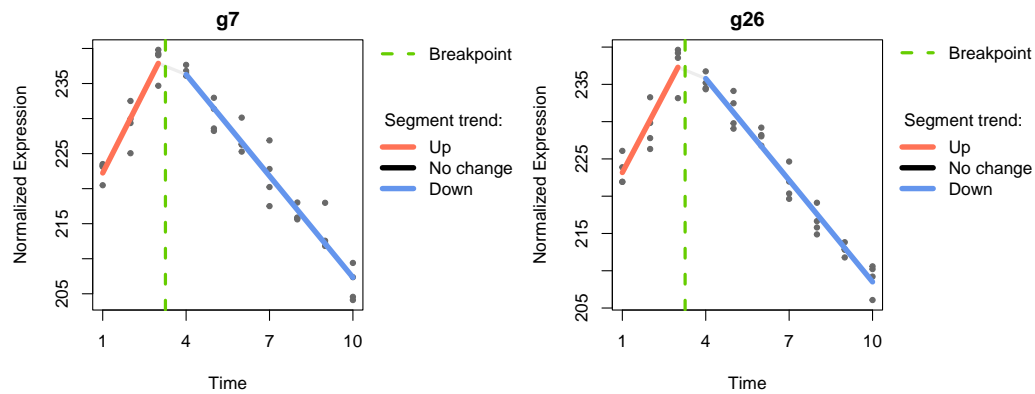 g7
Normalized Expression
235
225
215
205
1 4 7 10
Time
Breakpoint
Segment trend:
Up
No change
Down
g26
Normalized Expression
235
225
215
205
1 4 7 10
Time
Breakpoint
Segment trend:
Up
No change
Down